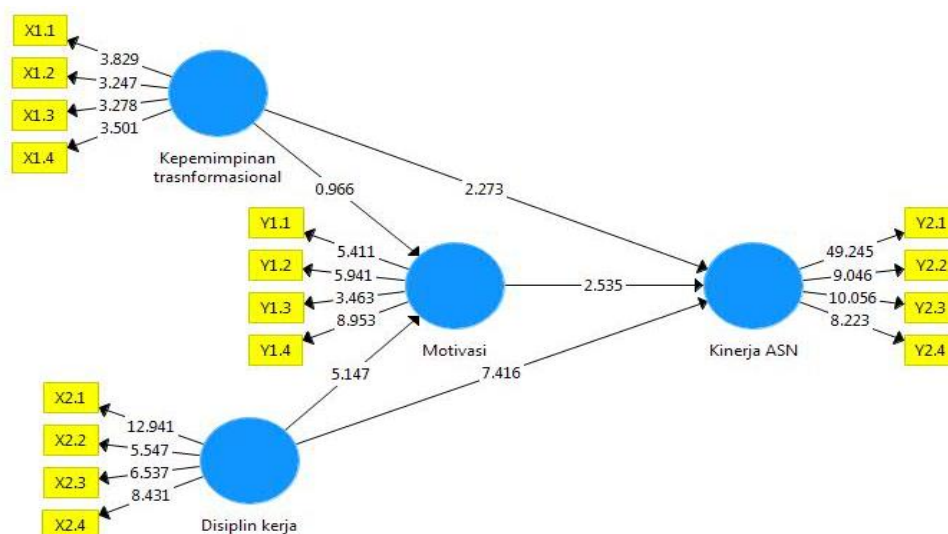 X1.1
X1.2
X1.3
X1.4
3.829
3.247
3.278
3.501
Kepemimpinan
trasnformasional
0.966
2.273
Y1.1
Y1.2
Y1.3
Y1.4
5.411
5.941
3.463
8.953
Motivasi
2.535
Y2.1
Y2.2
Y2.3
Y2.4
49.245
9.046
10.056
8.223
Kinerja ASN
5.147
7.416
X2.1
X2.2
X2.3
X2.4
12.941
5.547
6.537
8.431
Disiplin kerja